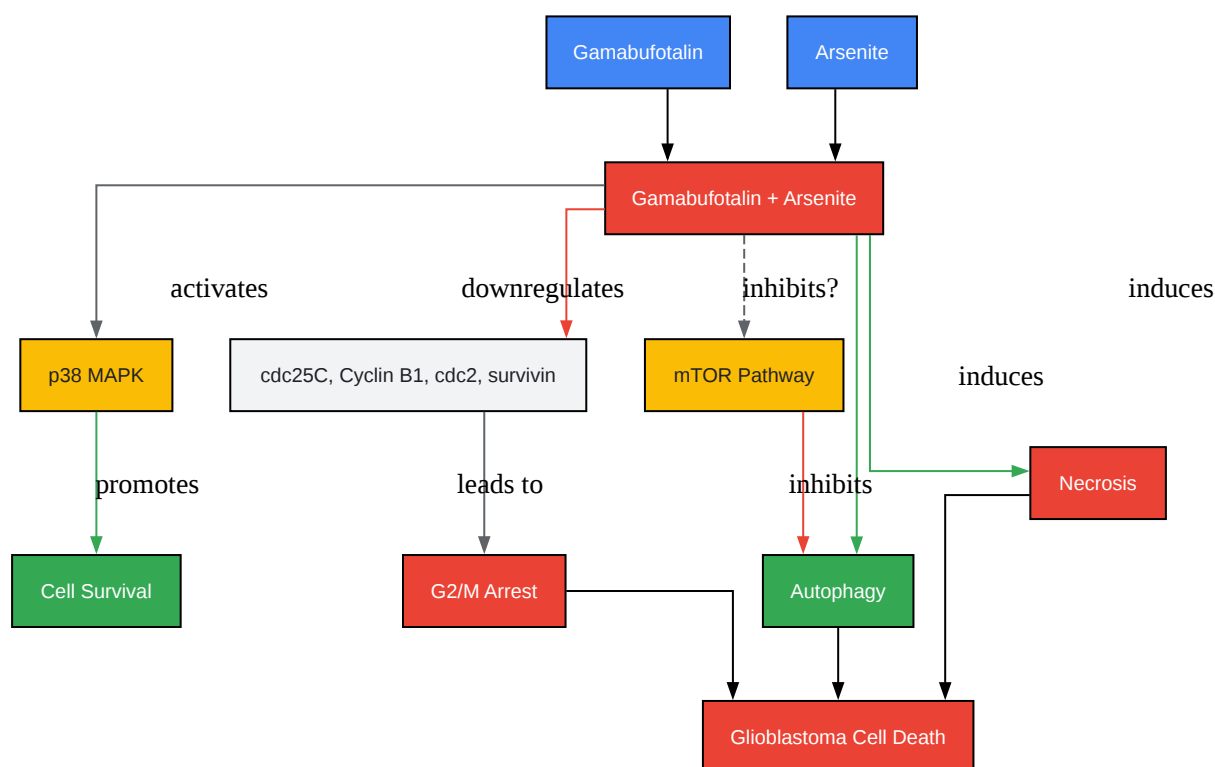 Gamabufotalin
Arsenite
Gamabufotalin + Arsenite
activates
downregulates
inhibits?
induces
p38 MAPK
cdc25C, Cyclin B1, cdc2, survivin
mTOR Pathway
induces
promotes
leads to
inhibits
Necrosis
Cell Survival
G2/M Arrest
Autophagy
Glioblastoma Cell Death